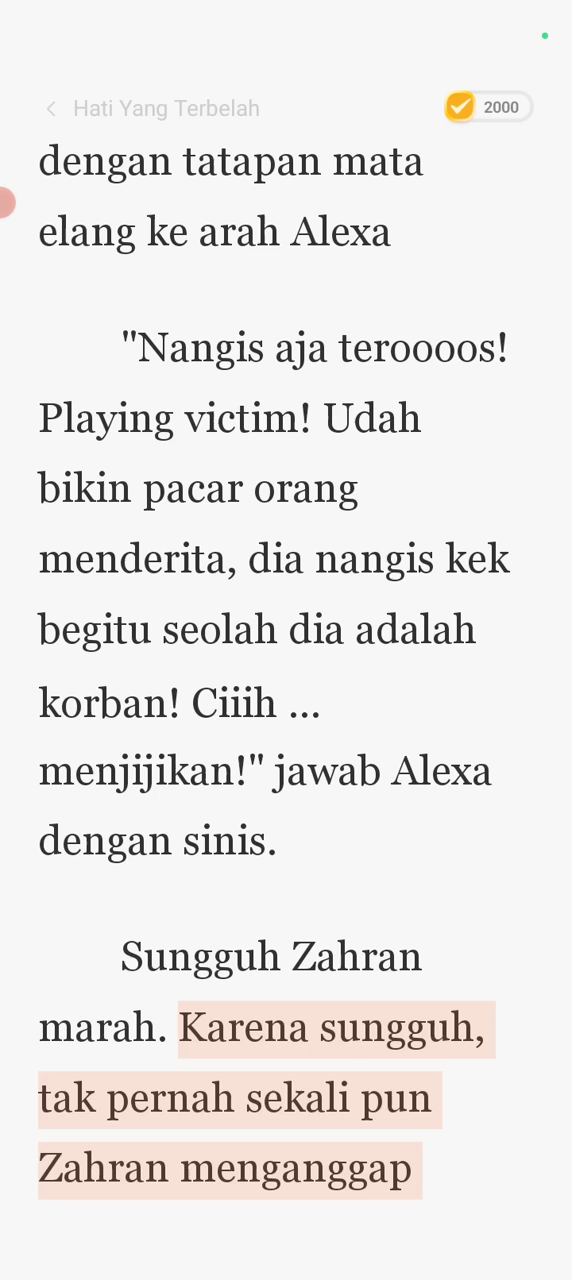 Hati Yang Terbelah
2000
dengan tatapan mata
elang ke arah Alexa
"Nangis aja teroooos!
Playing victim! Udah
bikin pacar orang
menderita, dia nangis kek
begitu seolah dia adalah
korban! Ciiih ...
menjijikan!" jawab Alexa
dengan sinis.
Sungguh Zahran
marah. Karena sungguh,
tak pernah sekali pun
Zahran menganggap